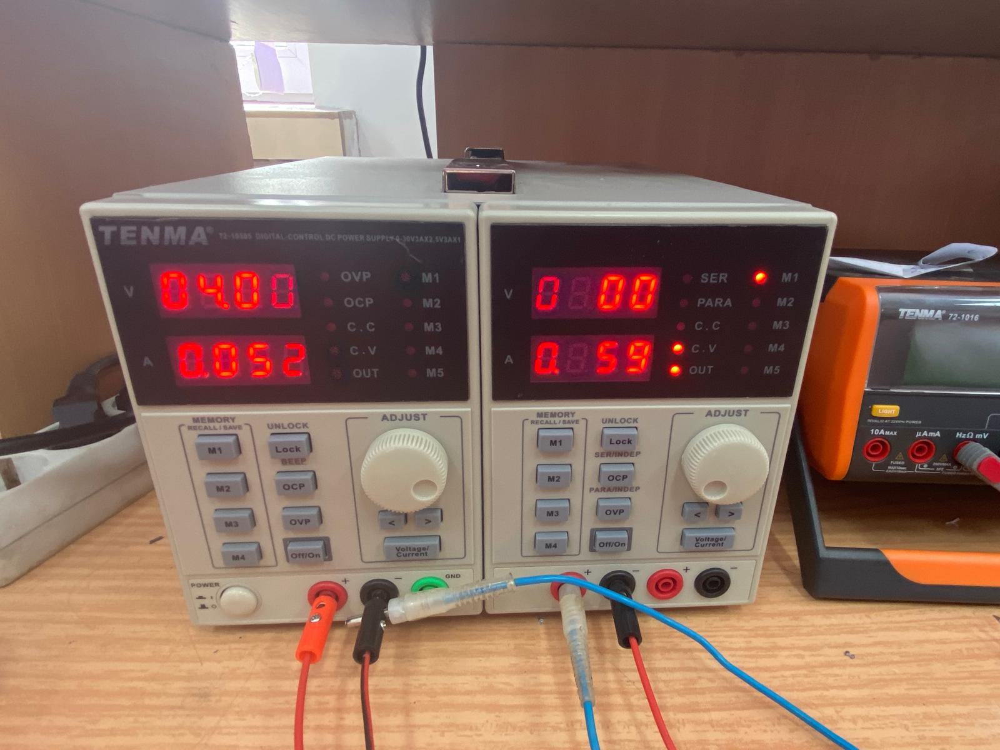 TENMA® 72-10505 DIGITAL-CONTROL DC POWER SUPPLY 0-30V3AX2,5V3AX1
V 04.00 OVP M1
OCP M2
C.C M3
A 0.052 C.V M4
OUT M5
V 0 00 SER M1
PARA M2
C.C M3
A 0. 59 C.V M4
OUT M5
MEMORY
RECALL / SAVE
M1
M2
M3
M4
UNLOCK
Lock
BEEP
OCP
OVP
Off/On
ADJUST
< >
Voltage/
Current
POWER
I
O
+ − GND
MEMORY
RECALL / SAVE
M1
M2
M3
M4
UNLOCK
Lock
SER/INDEP
OCP
PARA/INDEP
OVP
Off/On
ADJUST
< >
Voltage/
Current
+ − + −
TENMA® 72-1016
LIGHT
10AMAX µAmA HzΩ mV
FUSED